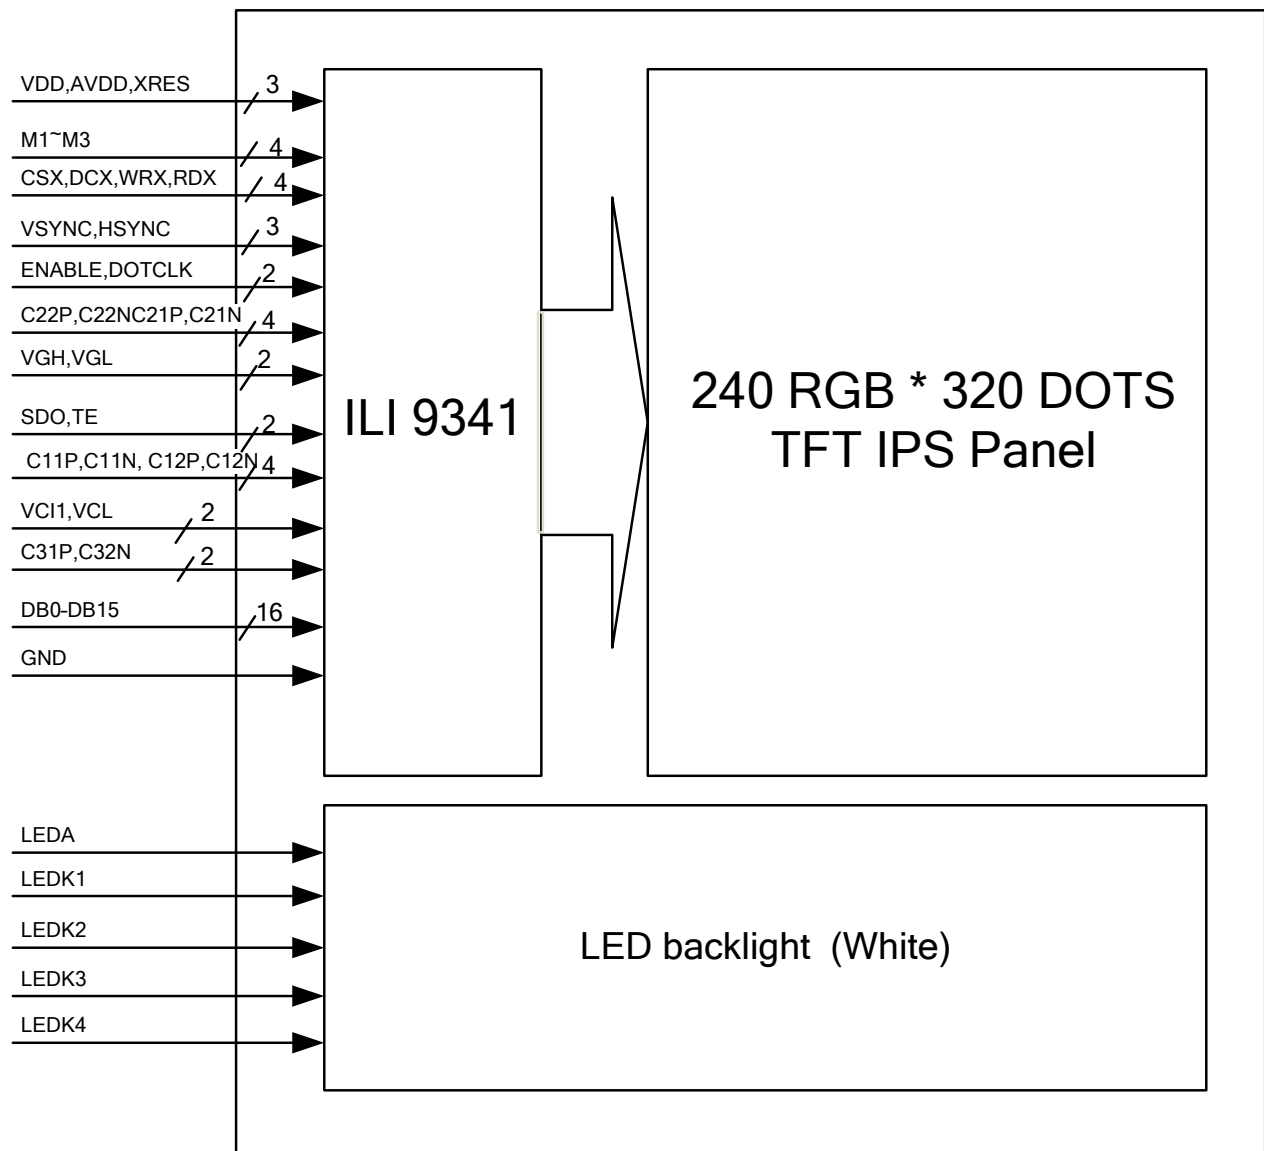 VDD,AVDD,XRES 3
M1~M3 4
CSX,DCX,WRX,RDX 4
VSYNC,HSYNC 3
ENABLE,DOTCLK 2
C22P,C22NC21P,C21N 4
VGH,VGL 2
SDO,TE 2
C11P,C11N, C12P,C12N 4
VCI1,VCL 2
C31P,C32N 2
DB0-DB15 16
GND
ILI 9341
240 RGB * 320 DOTS
TFT IPS Panel
LEDA
LEDK1
LEDK2
LEDK3
LEDK4
LED backlight (White)